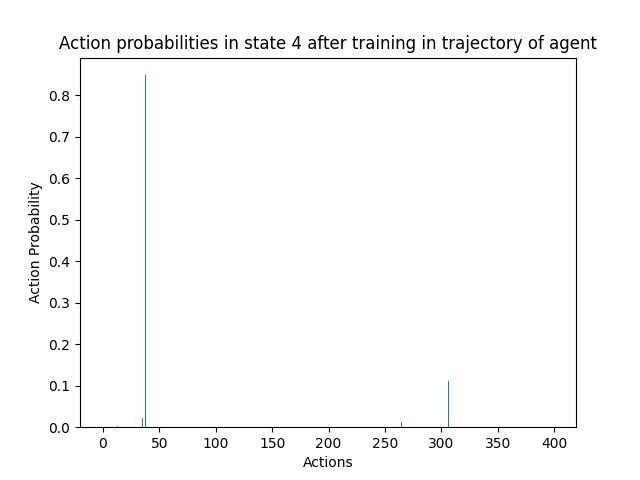 Action probabilities in state 4 after training in trajectory of agent
Action Probability
0.8
0.7
0.6
0.5
0.4
0.3
0.2
0.1
0.0
0 50 100 150 200 250 300 350 400
Actions